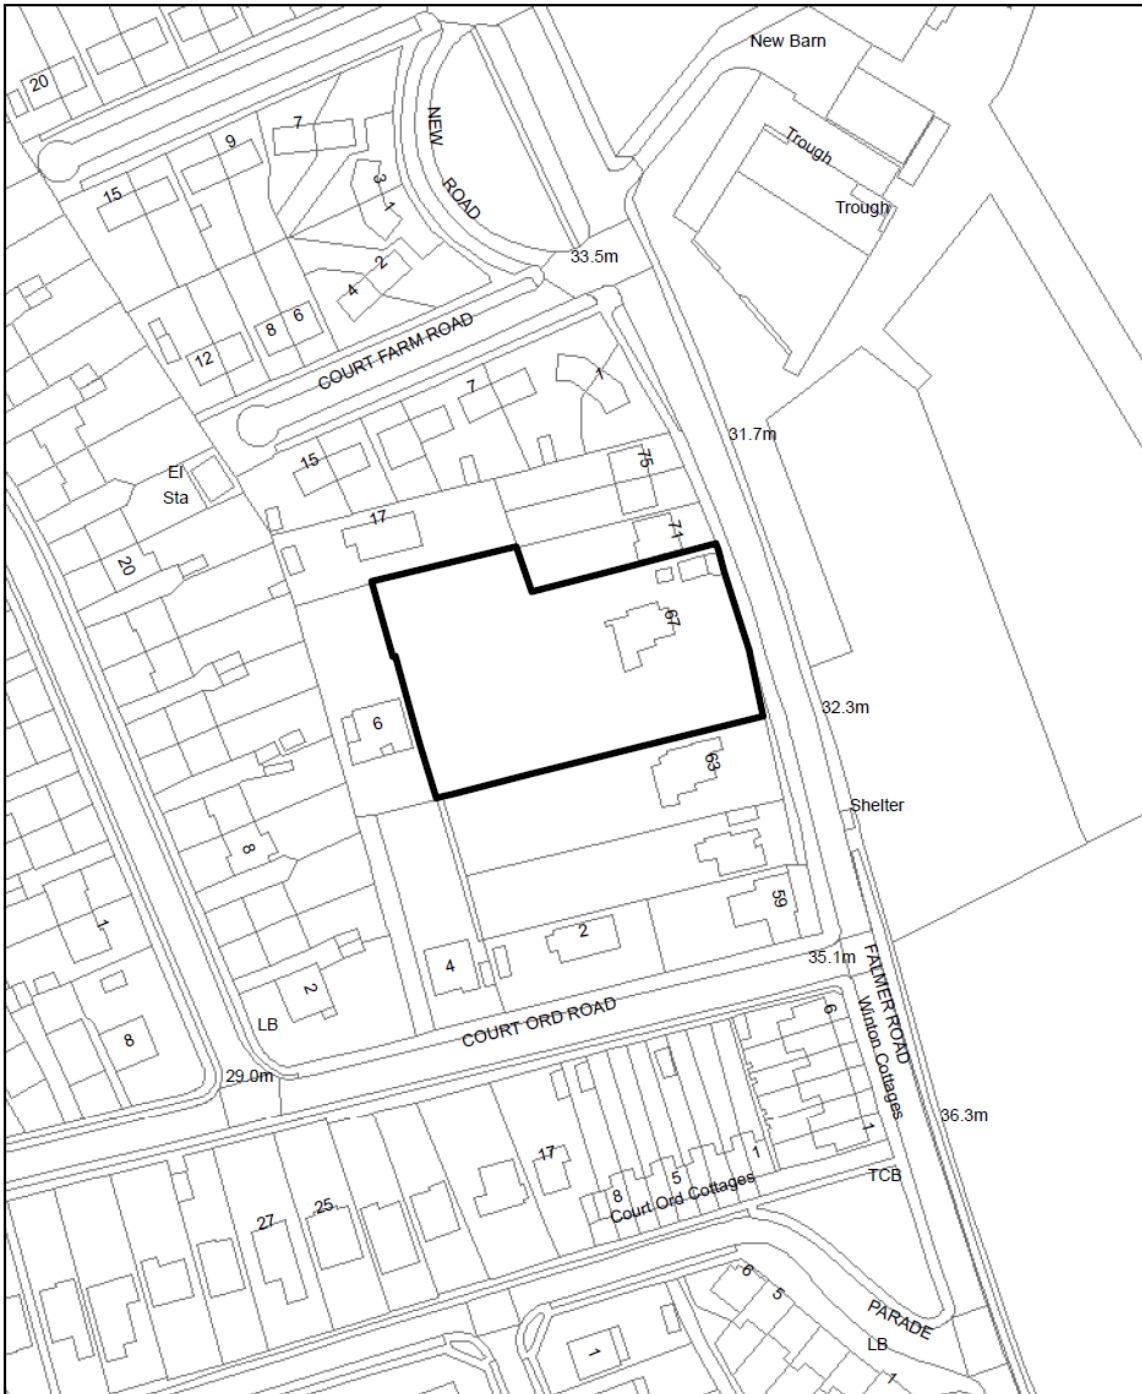 New Barn
20
7
NEW
9
Trough
3
15
ROAD
1
Trough
33.5m
2
4
8
6
COURT FARM ROAD
12
7
1
31.7m
15
75
El
Sta
17
71
20
67
6
32.3m
63
Shelter
8
59
1
2
35.1m
4
2
FALMER ROAD
Winton Cottages
6
LB
COURT ORD ROAD
8
29.0m
36.3m
1
17
1
5
TCB
8
Court Ord Cottages
25
27
6
5
PARADE
LB
1
1